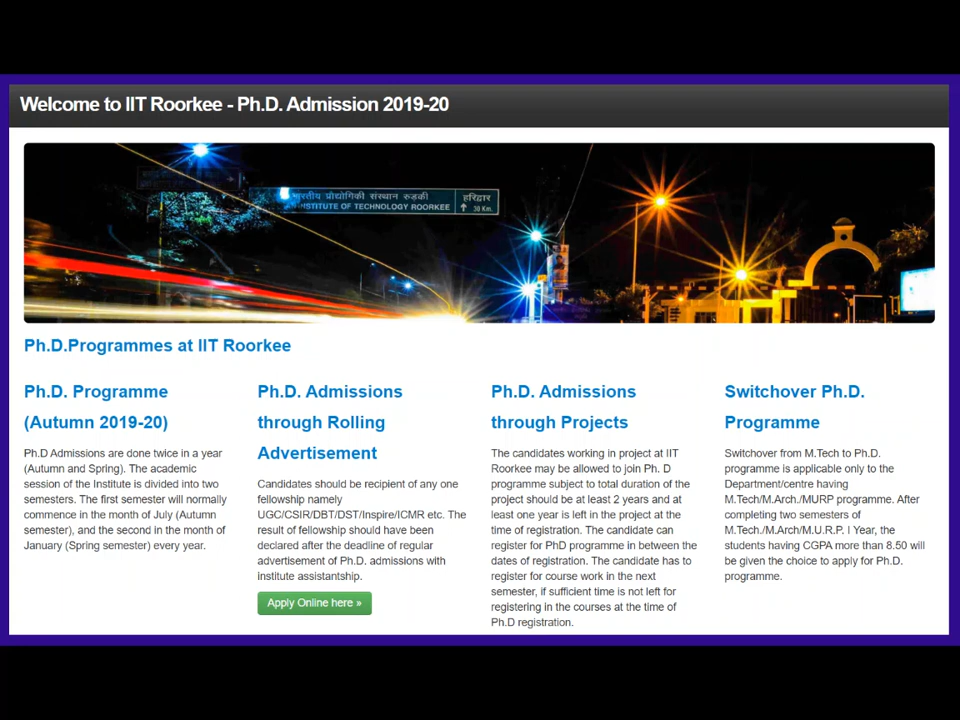 Welcome to IIT Roorkee - Ph.D. Admission 2019-20
भारतीय प्रौद्योगिकी संस्थान रुड़की
INSTITUTE OF TECHNOLOGY ROORKEE
हरिद्वार
30 Km.
Ph.D.Programmes at IIT Roorkee
Ph.D. Programme
(Autumn 2019-20)
Ph.D Admissions are done twice in a year
(Autumn and Spring). The academic
session of the Institute is divided into two
semesters. The first semester will normally
commence in the month of July (Autumn
semester), and the second in the month of
January (Spring semester) every year.
Ph.D. Admissions
through Rolling
Advertisement
Candidates should be recipient of any one
fellowship namely
UGC/CSIR/DBT/DST/Inspire/ICMR etc. The
result of fellowship should have been
declared after the deadline of regular
advertisement of Ph.D. admissions with
institute assistantship.
Apply Online here »
Ph.D. Admissions
through Projects
The candidates working in project at IIT
Roorkee may be allowed to join Ph. D
programme subject to total duration of the
project should be at least 2 years and at
least one year is left in the project at the
time of registration. The candidate can
register for PhD programme in between the
dates of registration. The candidate has to
register for course work in the next
semester, if sufficient time is not left for
registering in the courses at the time of
Ph.D registration.
Switchover Ph.D.
Programme
Switchover from M.Tech to Ph.D.
programme is applicable only to the
Department/centre having
M.Tech/M.Arch./MURP programme. After
completing two semesters of
M.Tech./M.Arch/M.U.R.P. I Year, the
students having CGPA more than 8.50 will
be given the choice to apply for Ph.D.
programme.